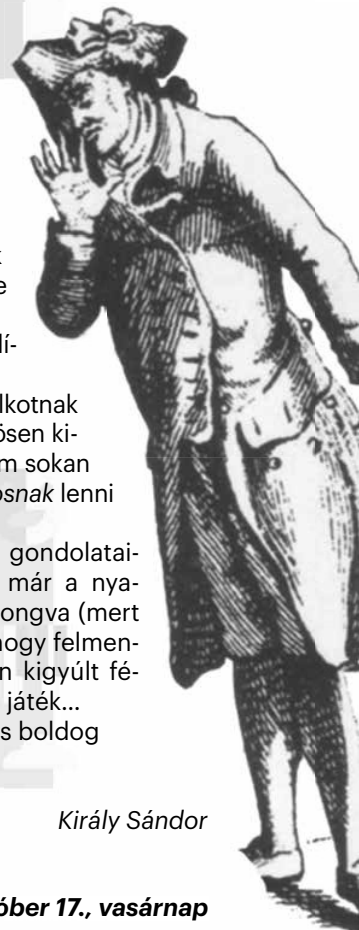 k
e
lí-
lkotnak
ösen ki-
m sokan
osnak lenni
gondolatai-
már a nya-
ongva (mert
hogy felmen-
n kigyúlt fé-
játék...
s boldog
Király Sándor
óber 17., vasárnap